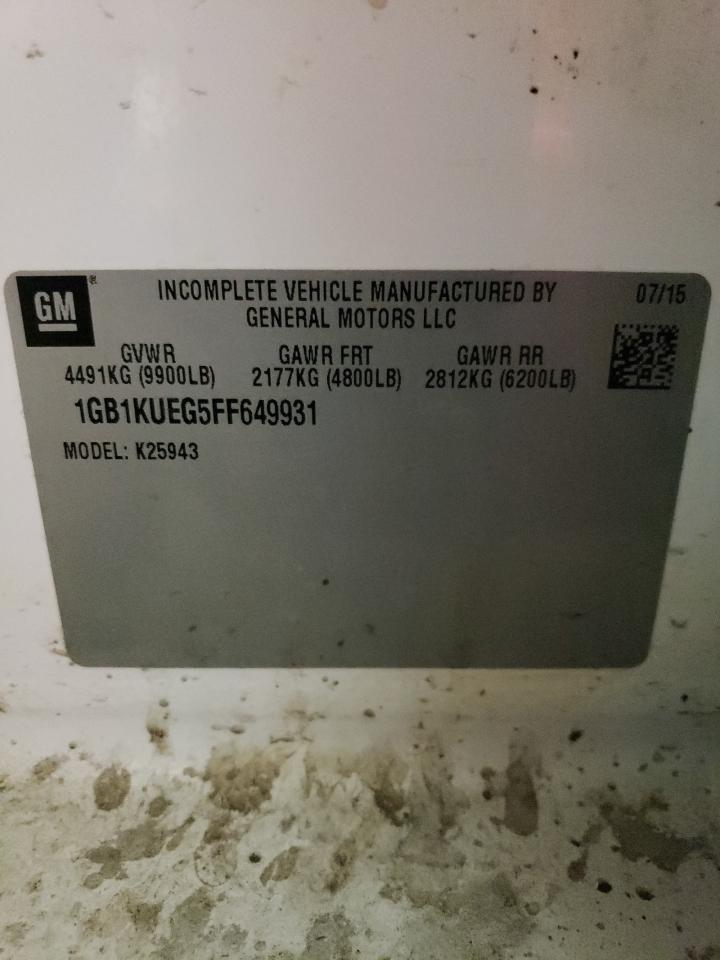 GM®
INCOMPLETE VEHICLE MANUFACTURED BY 07/15
GENERAL MOTORS LLC
GVWR GAWR FRT GAWR RR
4491KG (9900LB) 2177KG (4800LB) 2812KG (6200LB)
1GB1KUEG5FF649931
MODEL: K25943